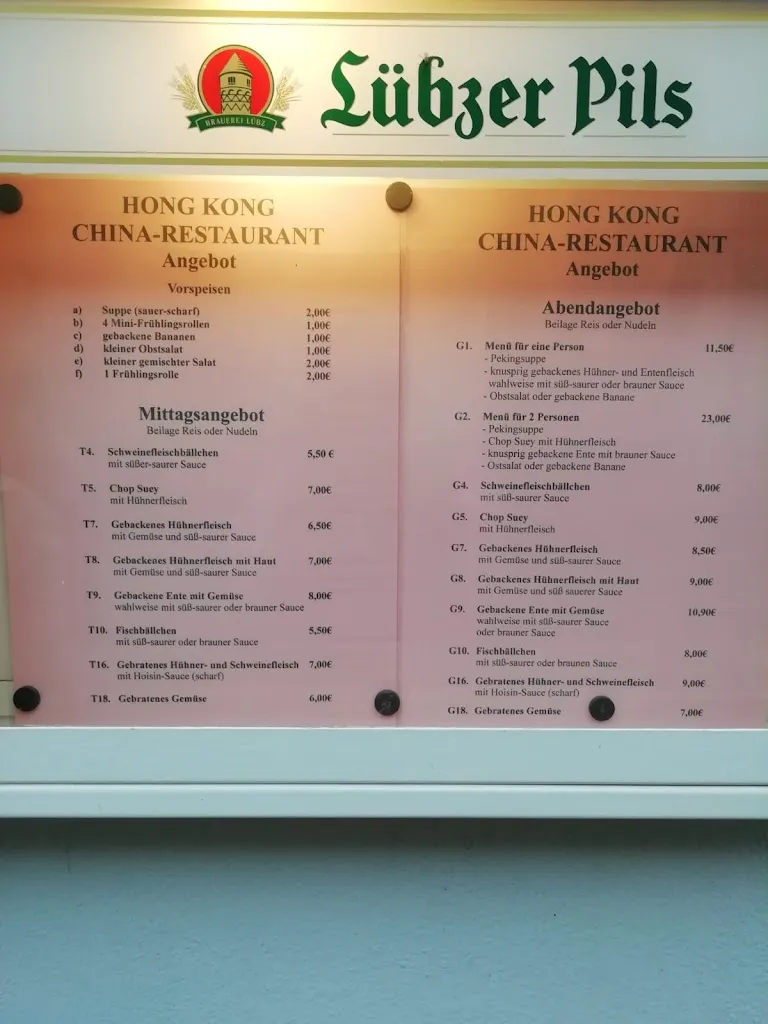 BRAUEREI LÜBZ
Lübzer Pils
HONG KONG
CHINA-RESTAURANT
Angebot
Vorspeisen
a) Suppe (sauer-scharf) 2,00€
b) 4 Mini-Frühlingsrollen 1,00€
c) gebackene Bananen 1,00€
d) kleiner Obstsalat 1,00€
e) kleiner gemischter Salat 2,00€
f) 1 Frühlingsrolle 2,00€
Mittagsangebot
Beilage Reis oder Nudeln
T4. Schweinefleischbällchen 5,50 €
mit süßer-saurer Sauce
T5. Chop Suey 7,00€
mit Hühnerfleisch
T7. Gebackenes Hühnerfleisch 6,50€
mit Gemüse und süß-saurer Sauce
T8. Gebackenes Hühnerfleisch mit Haut 7,00€
mit Gemüse und süß-saurer Sauce
T9. Gebackene Ente mit Gemüse 8,00€
wahlweise mit süß-saurer oder brauner Sauce
T10. Fischbällchen 5,50€
mit süß-saurer oder brauner Sauce
T16. Gebratenes Hühner- und Schweinefleisch 7,00€
mit Hoisin-Sauce (scharf)
T18. Gebratenes Gemüse 6,00€
HONG KONG
CHINA-RESTAURANT
Angebot
Abendangebot
Beilage Reis oder Nudeln
G1. Menü für eine Person 11,50€
- Pekingsuppe
- knusprig gebackenes Hühner- und Entenfleisch
wahlweise mit süß-saurer oder brauner Sauce
- Obstsalat oder gebackene Banane
G2. Menü für 2 Personen 23,00€
- Pekingsuppe
- Chop Suey mit Hühnerfleisch
- knusprig gebackene Ente mit brauner Sauce
- Ostsalat oder gebackene Banane
G4. Schweinefleischbällchen 8,00€
mit süß-saurer Sauce
G5. Chop Suey 9,00€
mit Hühnerfleisch
G7. Gebackenes Hühnerfleisch 8,50€
mit Gemüse und süß-saurer Sauce
G8. Gebackenes Hühnerfleisch mit Haut 9,00€
mit Gemüse und süß sauerer Sauce
G9. Gebackene Ente mit Gemüse 10,90€
wahlweise mit süß-saurer Sauce
oder brauner Sauce
G10. Fischbällchen 8,00€
mit süß-saurer oder braunen Sauce
G16. Gebratenes Hühner- und Schweinefleisch 9,00€
mit Hoisin-Sauce (scharf)
G18. Gebratenes Gemüse 7,00€